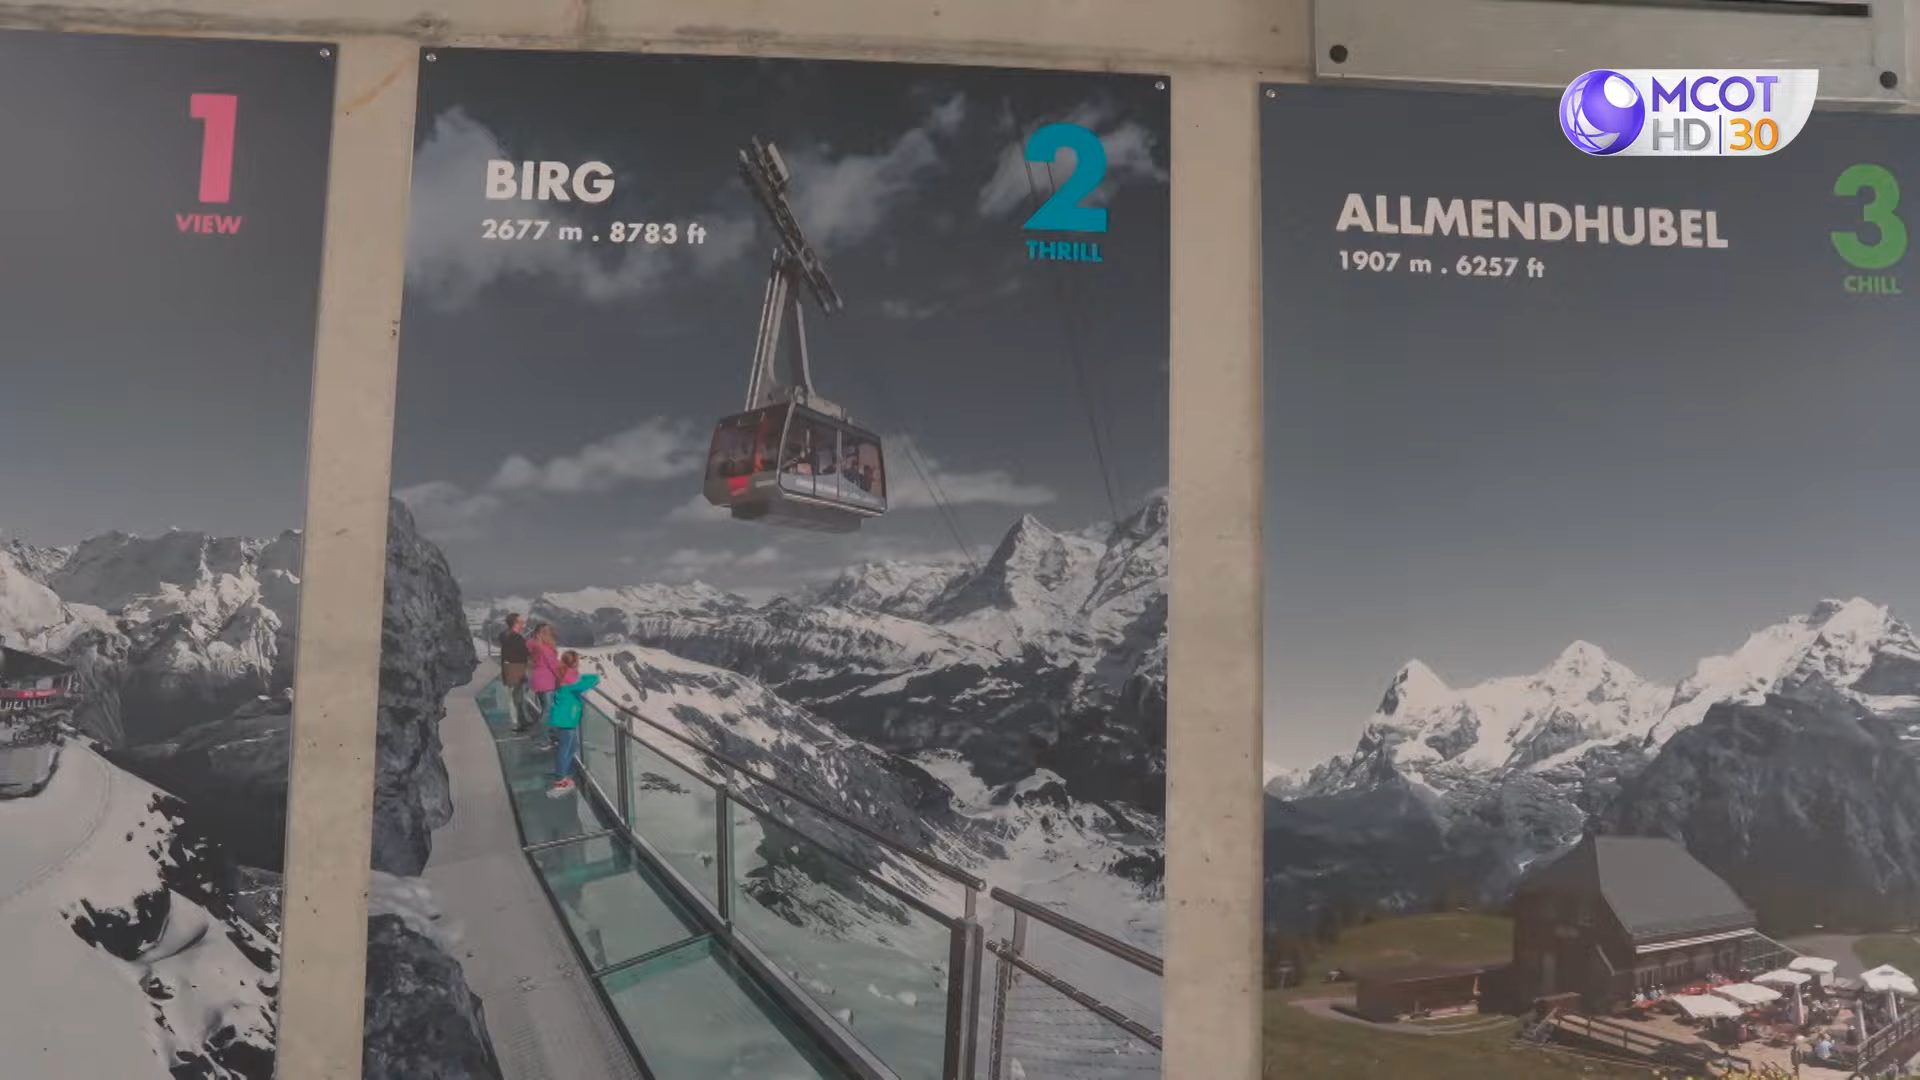 1
VIEW
BIRG
2677 m . 8783 ft
2
THRILL
ALLMENDHUBEL
1907 m . 6257 ft
3
CHILL
MCOT
HD|30